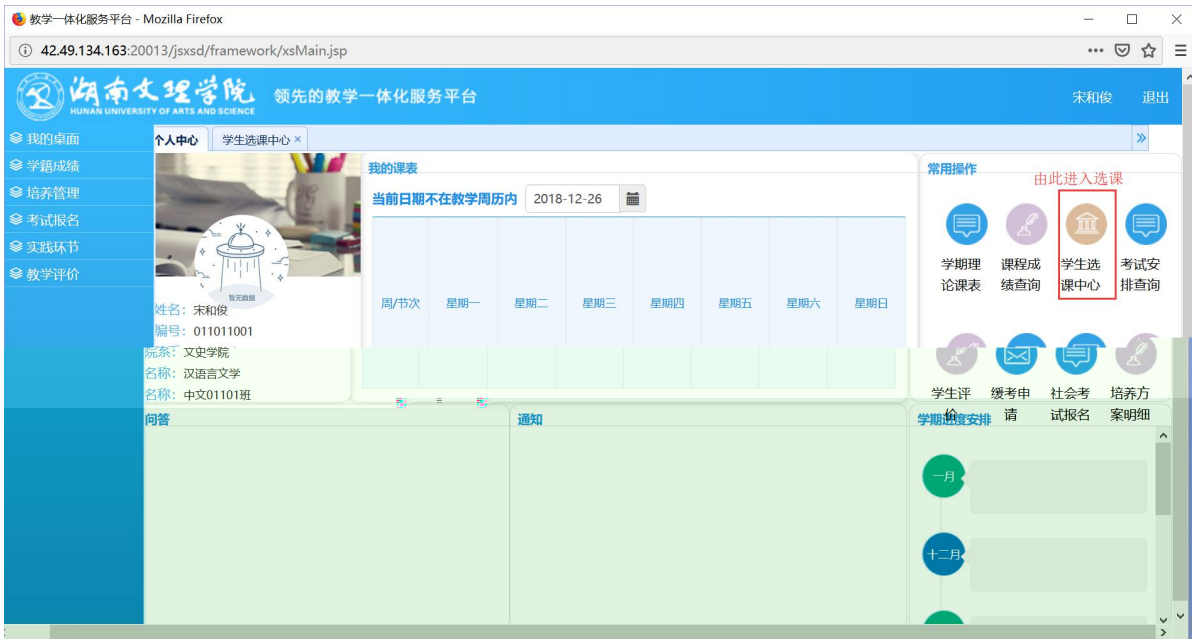 教学一体化服务平台 - Mozilla Firefox
42.49.134.163:20013/jsxsd/framework/xsMain.jsp
湖南文理学院
HUNAN UNIVERSITY OF ARTS AND SCIENCE
领先的教学一体化服务平台
宋和俊 退出
我的桌面
学籍成绩
培养管理
考试报名
实践环节
教学评价
个人中心 学生选课中心 ×
暂无数据
姓名：宋和俊
编号：011011001
院系：文史学院
名称：汉语言文学
名称：中文01101班
我的课表
当前日期不在教学周历内 2018-12-26
周/节次 星期一 星期二 星期三 星期四 星期五 星期六 星期日
常用操作
由此进入选课
学期理论课表
课程成绩查询
学生选课中心
考试安排查询
学生评价
缓考申请
社会考试报名
培养方案明细
问答
通知
学期进度安排
一月
十二月